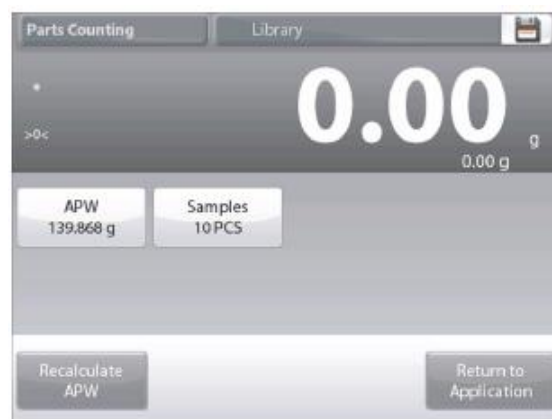 Parts Counting
Library
*
0.00 g
>0<
0.00 g
APW
139.868 g
Samples
10 PCS
Recalculate
APW
Return to
Application